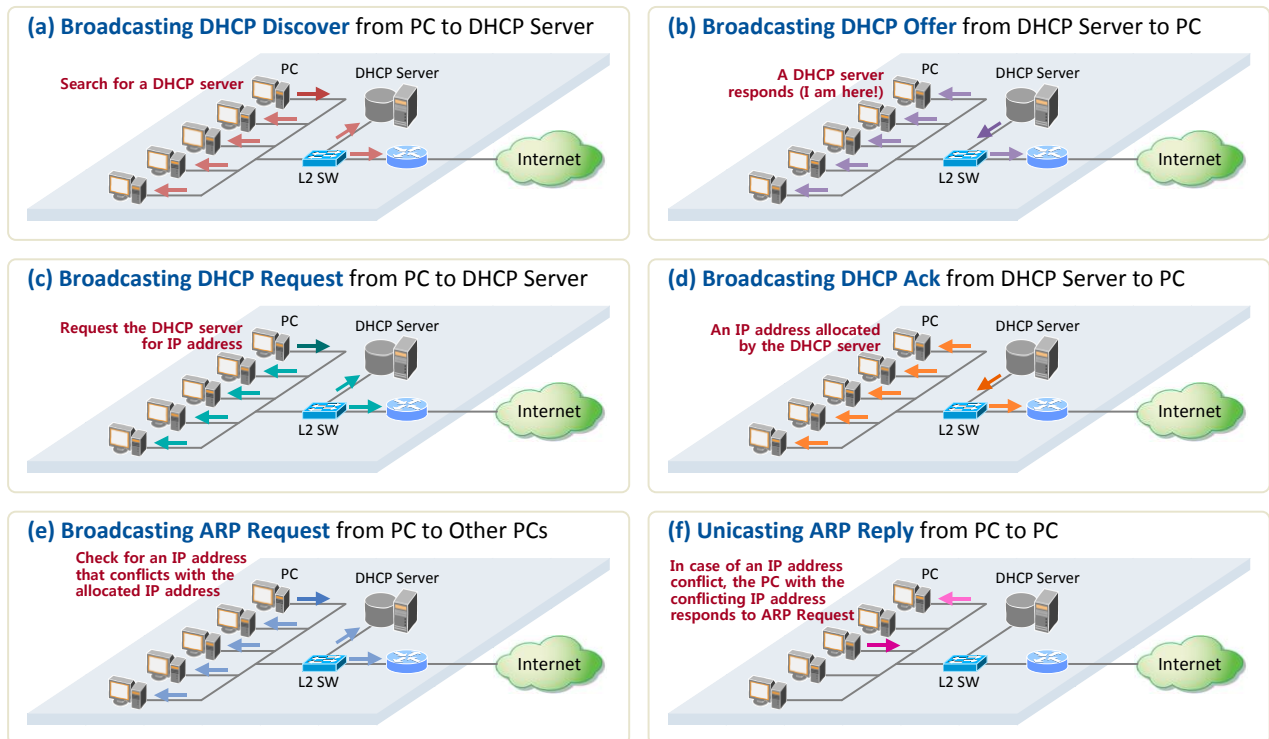 (a) Broadcasting DHCP Discover from PC to DHCP Server
Search for a DHCP server
PC
DHCP Server
L2 SW
Internet
(b) Broadcasting DHCP Offer from DHCP Server to PC
A DHCP server
responds (I am here!)
PC
DHCP Server
L2 SW
Internet
(c) Broadcasting DHCP Request from PC to DHCP Server
Request the DHCP server
for IP address
PC
DHCP Server
L2 SW
Internet
(d) Broadcasting DHCP Ack from DHCP Server to PC
An IP address allocated
by the DHCP server
PC
DHCP Server
L2 SW
Internet
(e) Broadcasting ARP Request from PC to Other PCs
Check for an IP address
that conflicts with the
allocated IP address
PC
DHCP Server
L2 SW
Internet
(f) Unicasting ARP Reply from PC to PC
In case of an IP address
conflict, the PC with the
conflicting IP address
responds to ARP Request
PC
DHCP Server
L2 SW
Internet